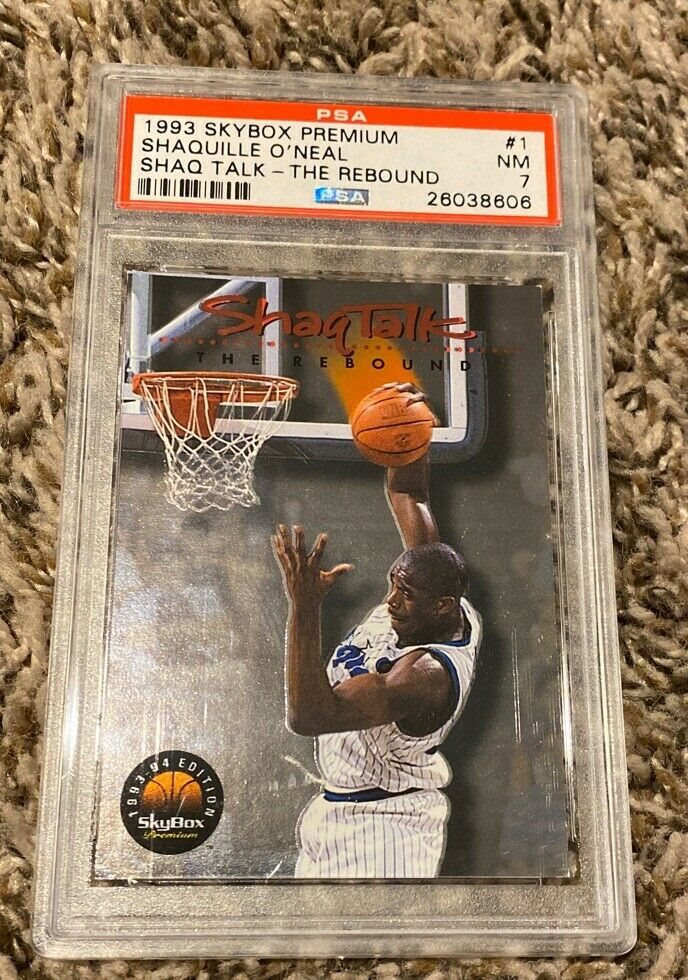 PSA
1993 SKYBOX PREMIUM #1
SHAQUILLE O'NEAL NM
SHAQ TALK - THE REBOUND 7
PSA 26038606
ShaqTalk
THE REBOUND
1993-94 EDITION
SkyBox
Premium